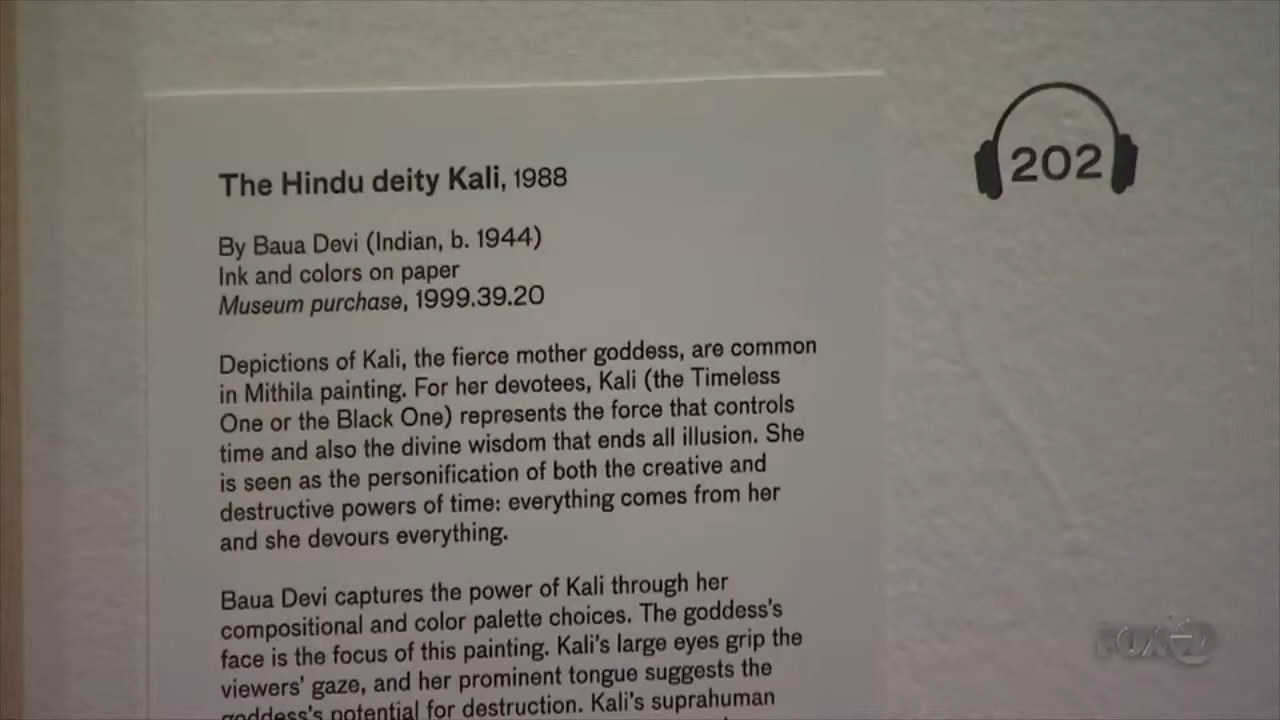 The Hindu deity Kali, 1988
202
By Baua Devi (Indian, b. 1944)
Ink and colors on paper
Museum purchase, 1999.39.20
Depictions of Kali, the fierce mother goddess, are common
in Mithila painting. For her devotees, Kali (the Timeless
One or the Black One) represents the force that controls
time and also the divine wisdom that ends all illusion. She
is seen as the personification of both the creative and
destructive powers of time: everything comes from her
and she devours everything.
Baua Devi captures the power of Kali through her
compositional and color palette choices. The goddess's
face is the focus of this painting. Kali's large eyes grip the
viewers' gaze, and her prominent tongue suggests the
goddess's potential for destruction. Kali's suprahuman
FOX 2